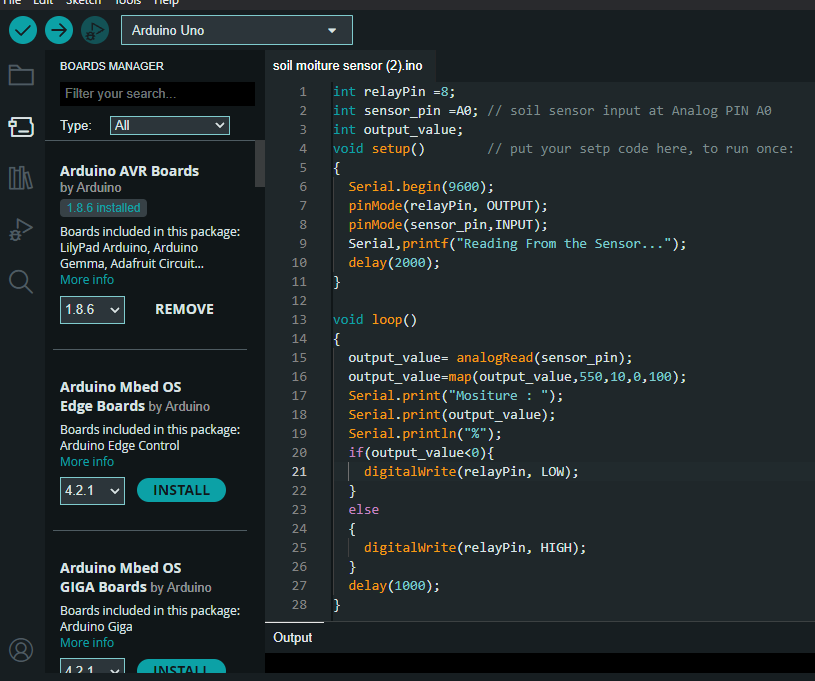 File Edit Sketch Tools Help
Arduino Uno
BOARDS MANAGER
Filter your search...
Type: All
Arduino AVR Boards
by Arduino
1.8.6 installed
Boards included in this package:
LilyPad Arduino, Arduino
Gemma, Adafruit Circuit...
More info
1.8.6 REMOVE
Arduino Mbed OS
Edge Boards by Arduino
Boards included in this package:
Arduino Edge Control
More info
4.2.1 INSTALL
Arduino Mbed OS
GIGA Boards by Arduino
Boards included in this package:
Arduino Giga
More info
4.2.1 INSTALL
soil moiture sensor (2).ino
1 int relayPin =8;
2 int sensor_pin =A0; // soil sensor input at Analog PIN A0
3 int output_value;
4 void setup() // put your setp code here, to run once:
5 {
6 Serial.begin(9600);
7 pinMode(relayPin, OUTPUT);
8 pinMode(sensor_pin,INPUT);
9 Serial,printf("Reading From the Sensor...");
10 delay(2000);
11 }
12
13 void loop()
14 {
15 output_value= analogRead(sensor_pin);
16 output_value=map(output_value,550,10,0,100);
17 Serial.print("Mositure : ");
18 Serial.print(output_value);
19 Serial.println("%");
20 if(output_value<0){
21 digitalWrite(relayPin, LOW);
22 }
23 else
24 {
25 digitalWrite(relayPin, HIGH);
26 }
27 delay(1000);
28 }
Output